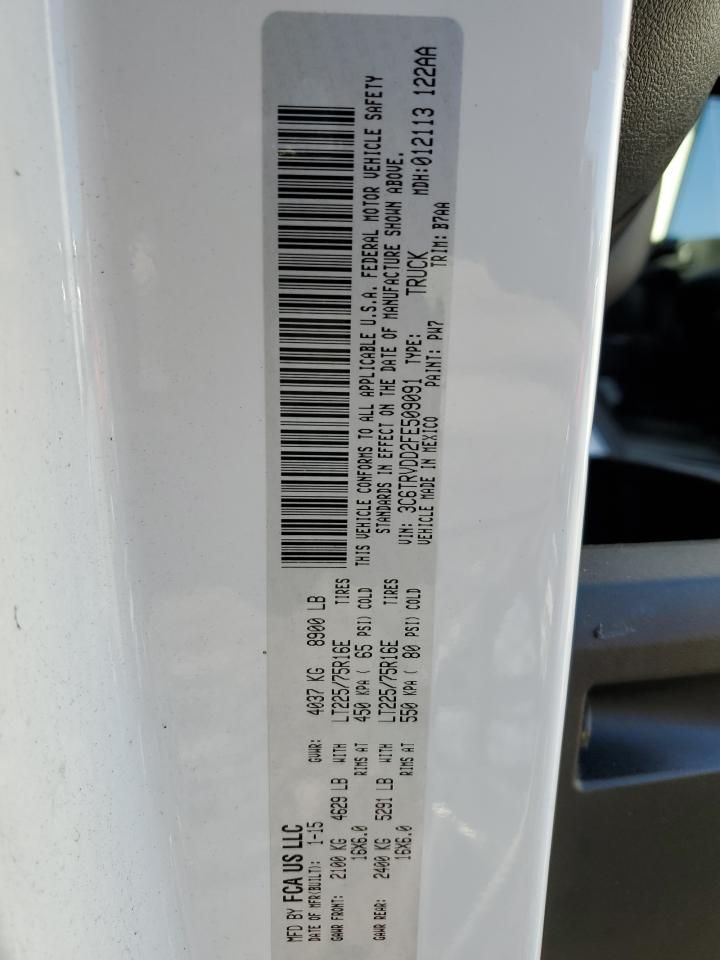 MFD BY FCA US LLC
DATE OF MFR(BUILT): 1-15 GVWR: 4037 KG 8900 LB
GAWR FRONT: 2100 KG 4629 LB WITH LT225/75R16E TIRES
16X6.0 RIMS AT 450 KPA ( 65 PSI) COLD
GAWR REAR: 2400 KG 5291 LB WITH LT225/75R16E TIRES
16X6.0 RIMS AT 550 KPA ( 80 PSI) COLD
THIS VEHICLE CONFORMS TO ALL APPLICABLE U.S.A. FEDERAL MOTOR VEHICLE SAFETY
STANDARDS IN EFFECT ON THE DATE OF MANUFACTURE SHOWN ABOVE.
VIN: 3C6TRVDD2FE509091 TYPE: TRUCK MDH:012113 122AA
VEHICLE MADE IN MEXICO PAINT: PW7 TRIM: B7AA